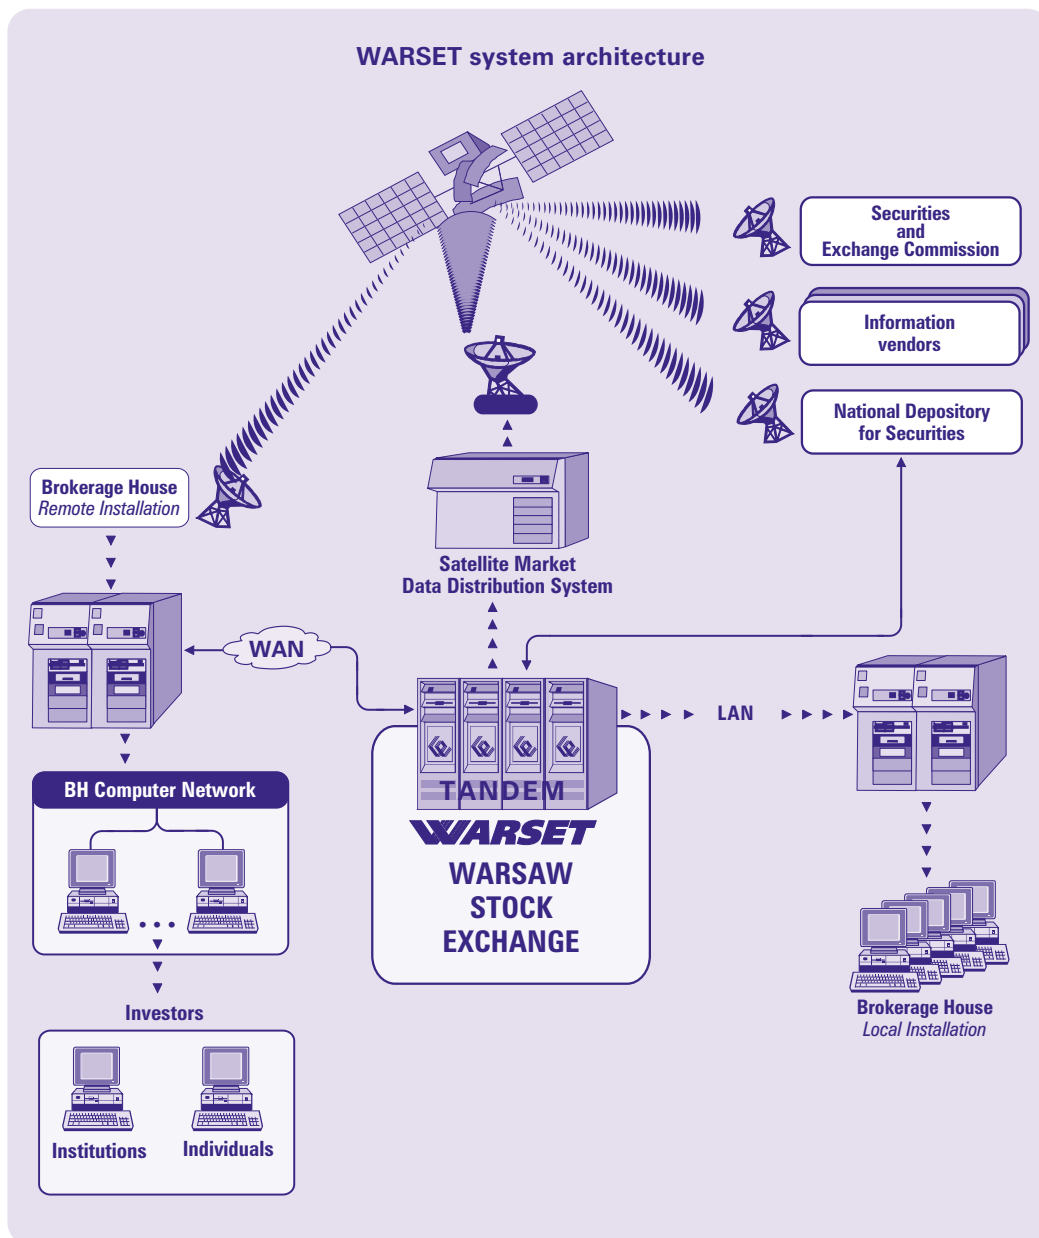 WARSET system architecture
Securities
and
Exchange Commission
Information
vendors
National Depository
for Securities
Brokerage House
Remote Installation
Satellite Market
Data Distribution System
WAN
LAN
TANDEM
WARSET
WARSAW
STOCK
EXCHANGE
BH Computer Network
Investors
Institutions
Individuals
Brokerage House
Local Installation